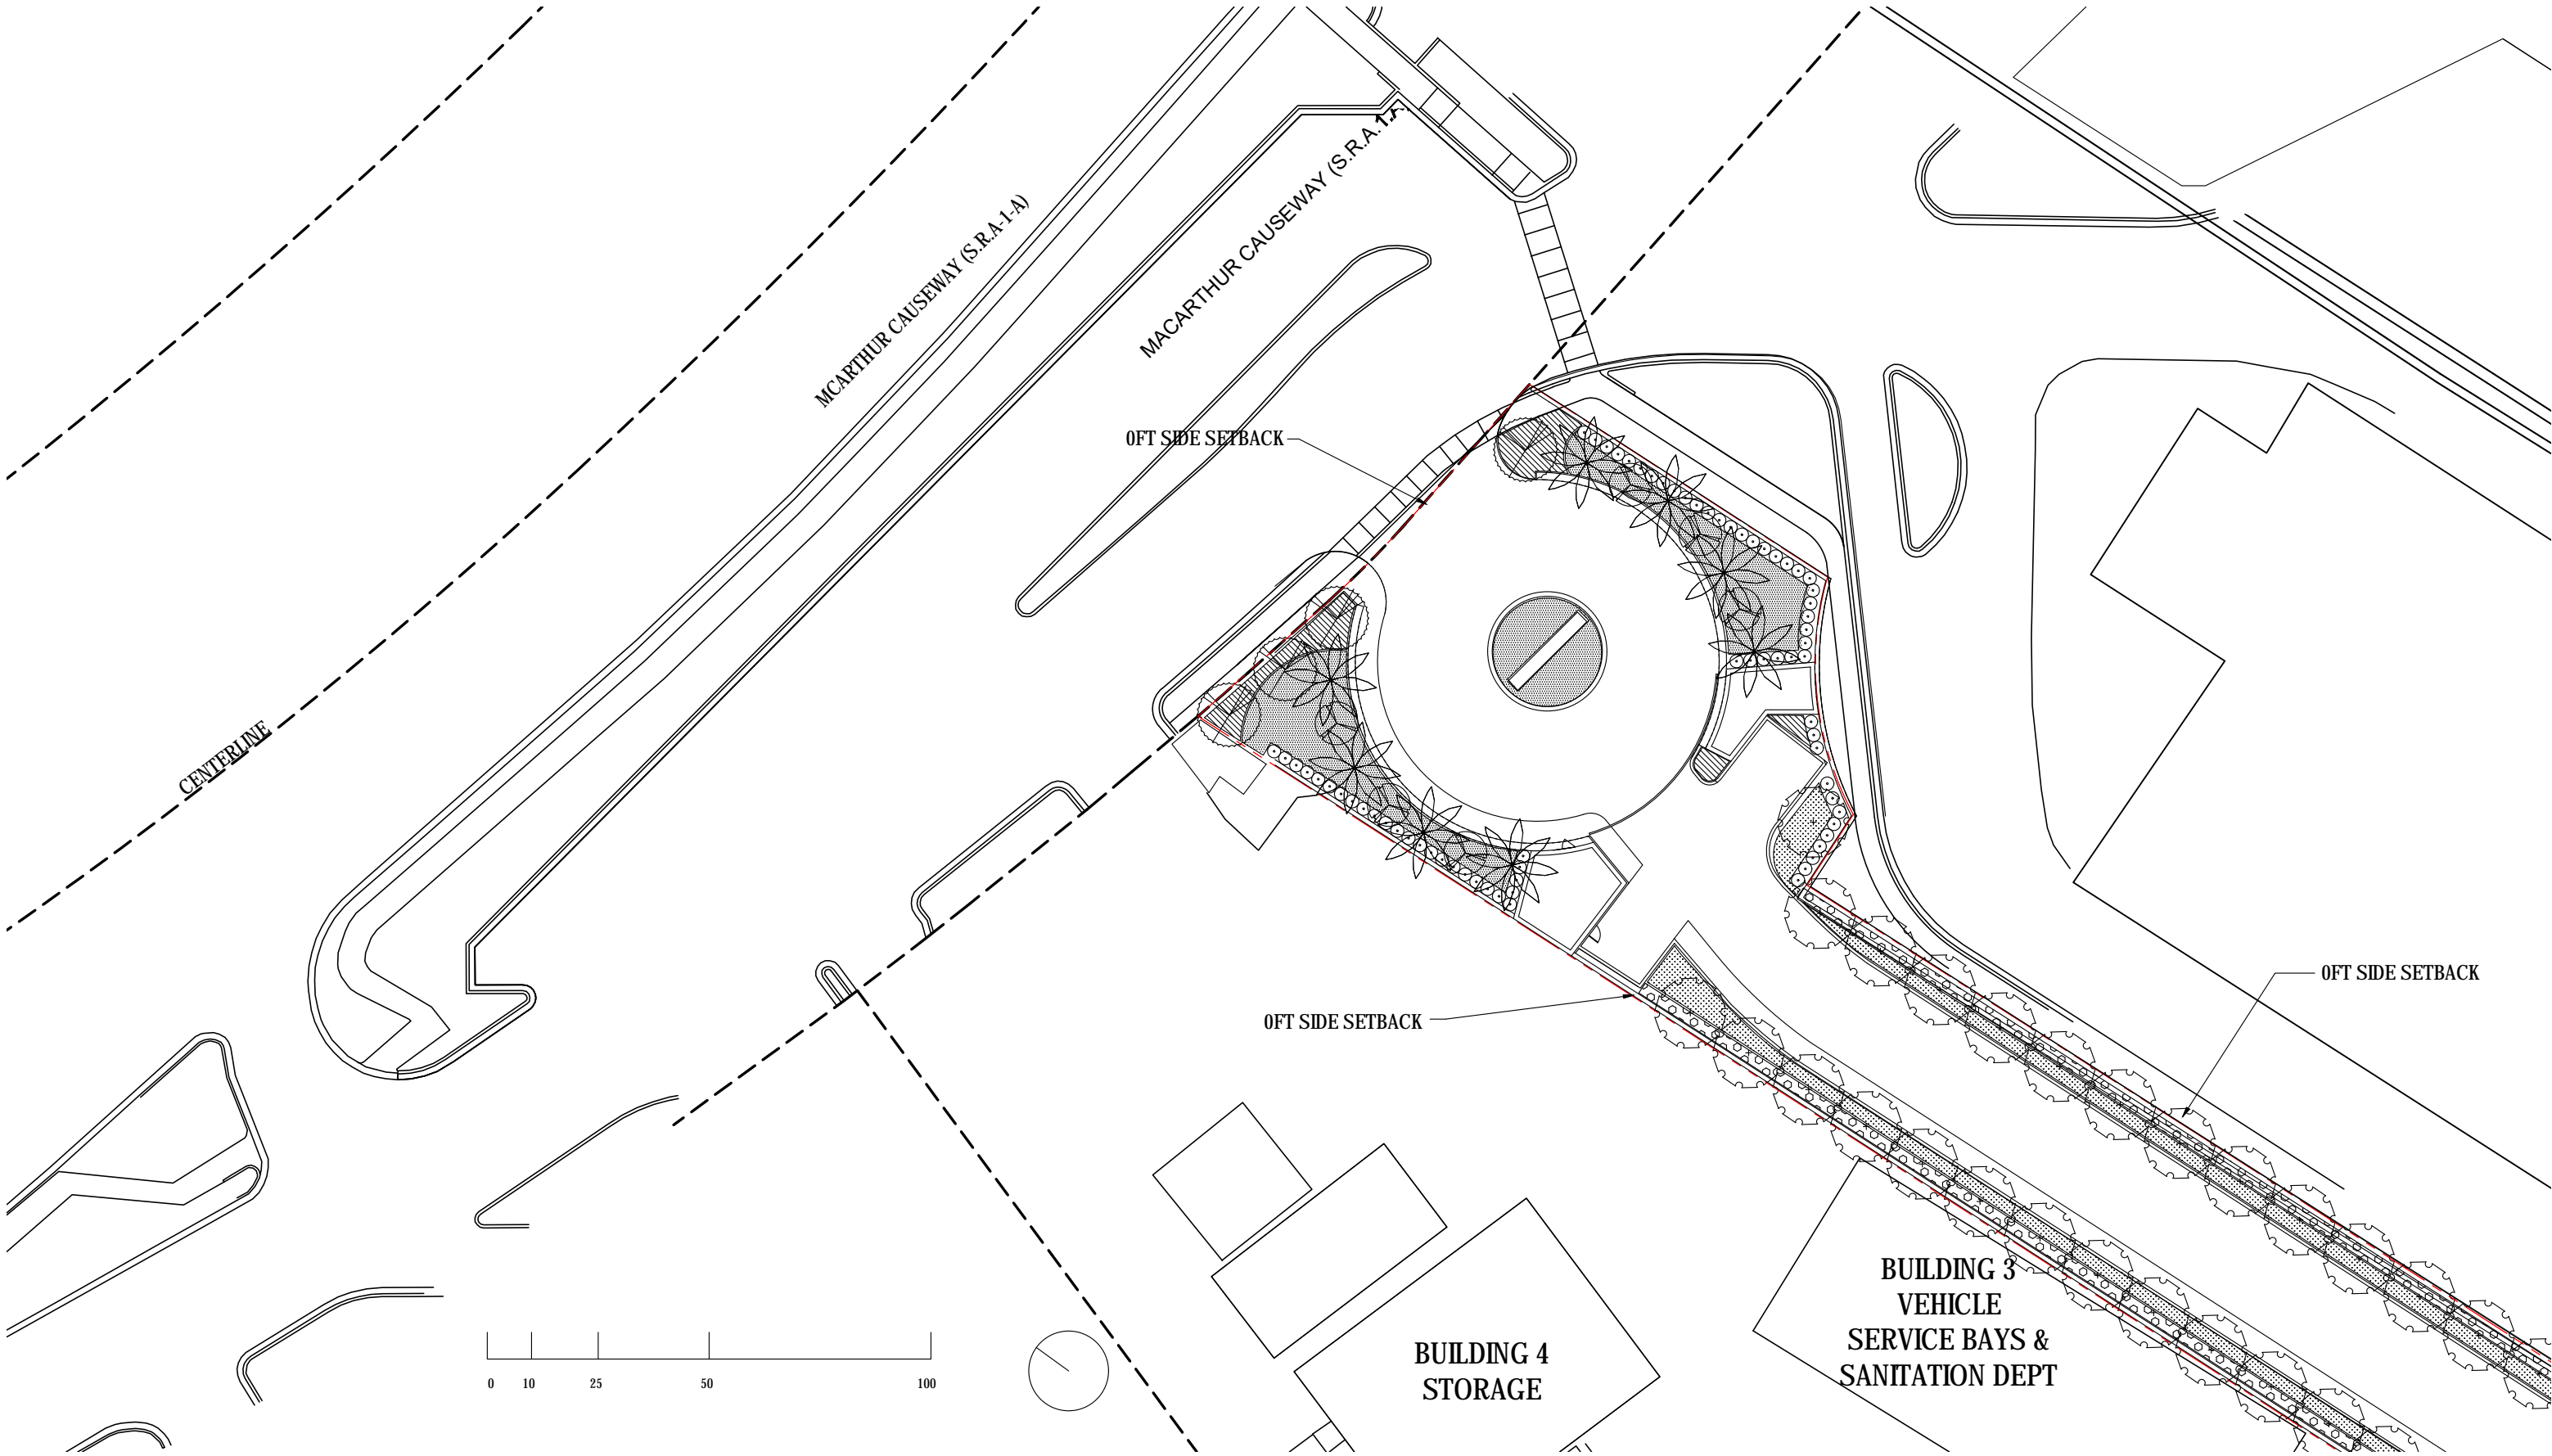 MCARTHUR CAUSEWAY (S.R.A-1-A)
MACARTHUR CAUSEWAY (S.R.A.1.A
0FT SIDE SETBACK
CENTERLINE
0FT SIDE SETBACK
0FT SIDE SETBACK
BUILDING 3
VEHICLE
SERVICE BAYS &
SANITATION DEPT
BUILDING 4
STORAGE
0 10 25 50 100